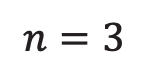 n = 3